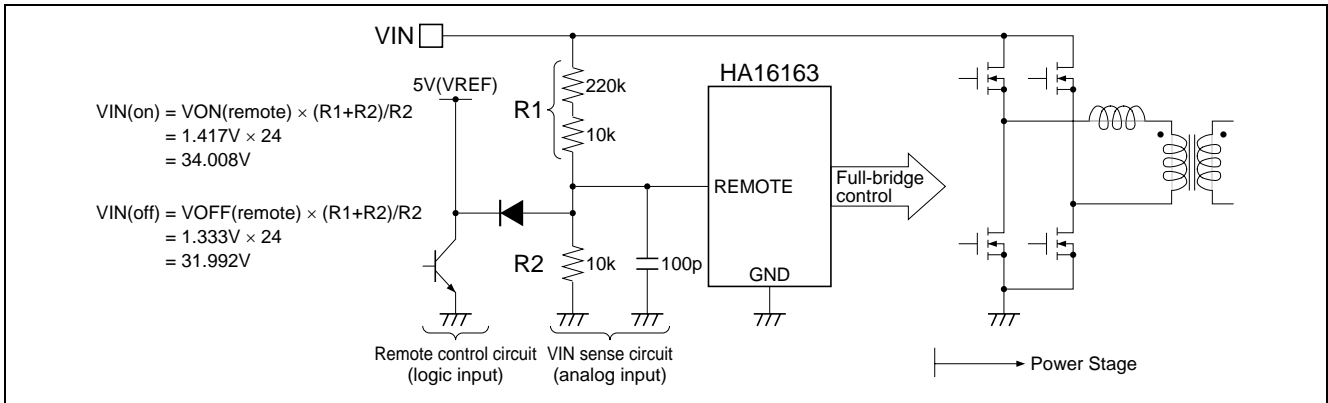 VIN
5V(VREF)
VIN(on) = VON(remote) × (R1+R2)/R2
= 1.417V × 24
= 34.008V
VIN(off) = VOFF(remote) × (R1+R2)/R2
= 1.333V × 24
= 31.992V
R1
220k
10k
R2
10k
100p
HA16163
REMOTE
GND
Full-bridge
control
Remote control circuit
(logic input)
VIN sense circuit
(analog input)
Power Stage